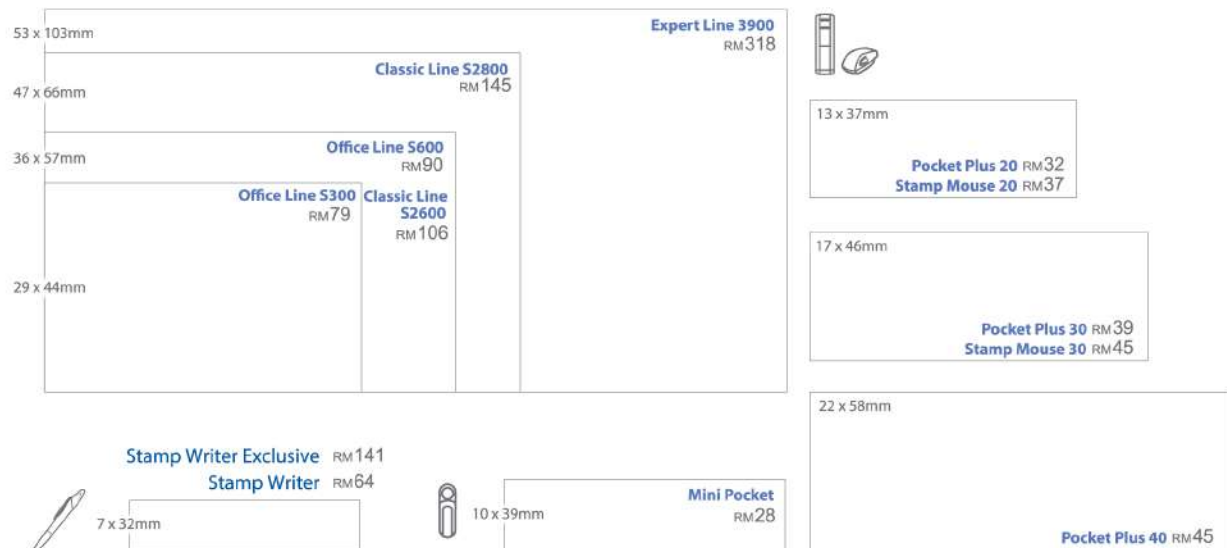 53 x 103mm
Expert Line 3900
RM318
47 x 66mm
Classic Line S2800
RM145
36 x 57mm
Office Line S600
RM90
29 x 44mm
Office Line S300
RM79
Classic Line
S2600
RM106
13 x 37mm
Pocket Plus 20 RM32
Stamp Mouse 20 RM37
17 x 46mm
Pocket Plus 30 RM39
Stamp Mouse 30 RM45
22 x 58mm
Pocket Plus 40 RM45
Stamp Writer Exclusive RM141
Stamp Writer RM64
7 x 32mm
10 x 39mm
Mini Pocket
RM28